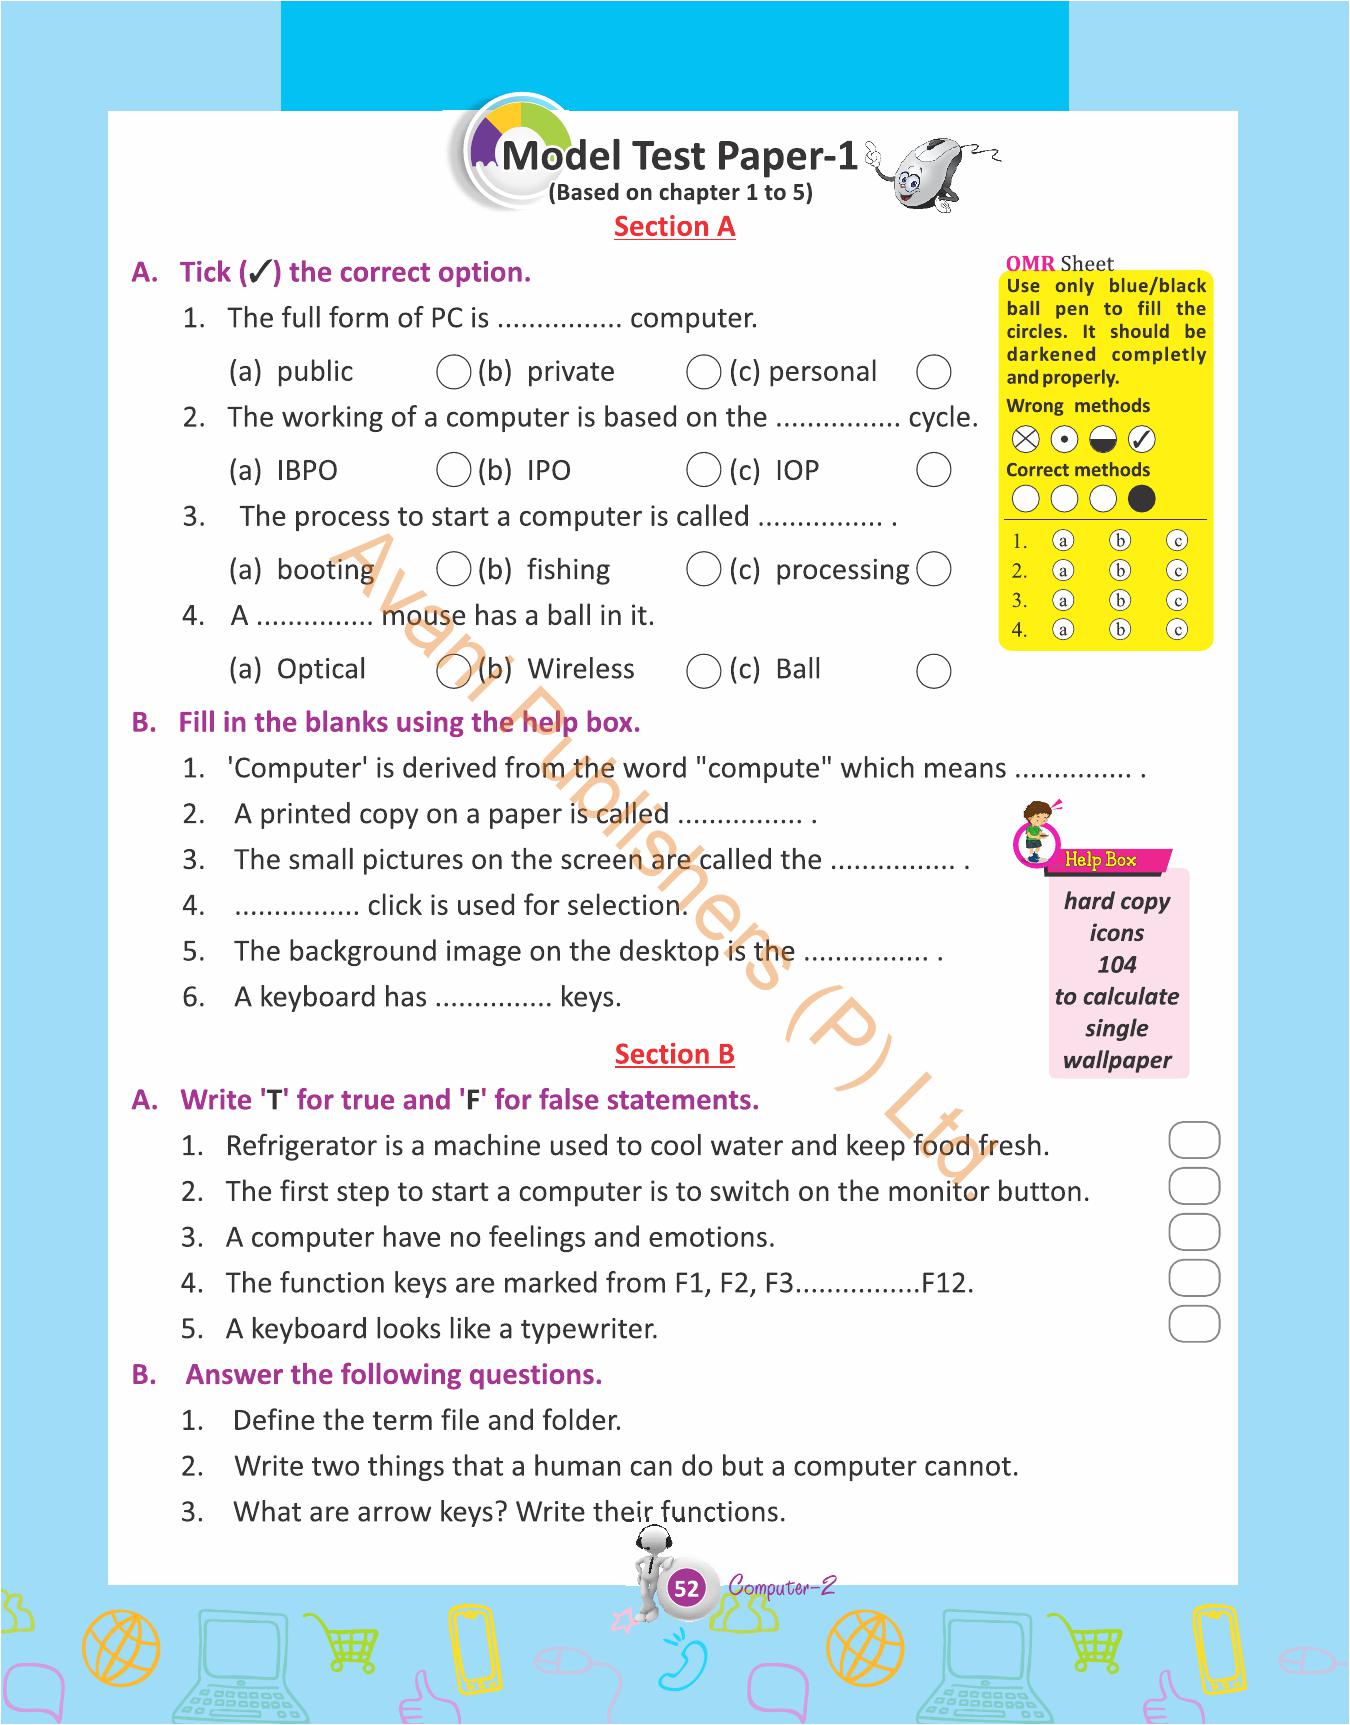 Model Test Paper-1
(Based on chapter 1 to 5)
Section A
A. Tick (✓) the correct option.
1. The full form of PC is ................ computer.
(a) public (b) private (c) personal
2. The working of a computer is based on the ................ cycle.
(a) IBPO (b) IPO (c) IOP
3. The process to start a computer is called ................ .
(a) booting (b) fishing (c) processing
4. A ............... mouse has a ball in it.
(a) Optical (b) Wireless (c) Ball
OMR Sheet
Use only blue/black
ball pen to fill the
circles. It should be
darkened completly
and properly.
Wrong methods
Correct methods
1. a b c
2. a b c
3. a b c
4. a b c
B. Fill in the blanks using the help box.
1. 'Computer' is derived from the word "compute" which means ............... .
2. A printed copy on a paper is called ................ .
3. The small pictures on the screen are called the ................ .
4. ................ click is used for selection.
5. The background image on the desktop is the ................ .
6. A keyboard has ............... keys.
Help Box
hard copy
icons
104
to calculate
single
wallpaper
Section B
A. Write 'T' for true and 'F' for false statements.
1. Refrigerator is a machine used to cool water and keep food fresh.
2. The first step to start a computer is to switch on the monitor button.
3. A computer have no feelings and emotions.
4. The function keys are marked from F1, F2, F3................F12.
5. A keyboard looks like a typewriter.
B. Answer the following questions.
1. Define the term file and folder.
2. Write two things that a human can do but a computer cannot.
3. What are arrow keys? Write their functions.
52 Computer-2
Avani Publishers (P) Ltd.